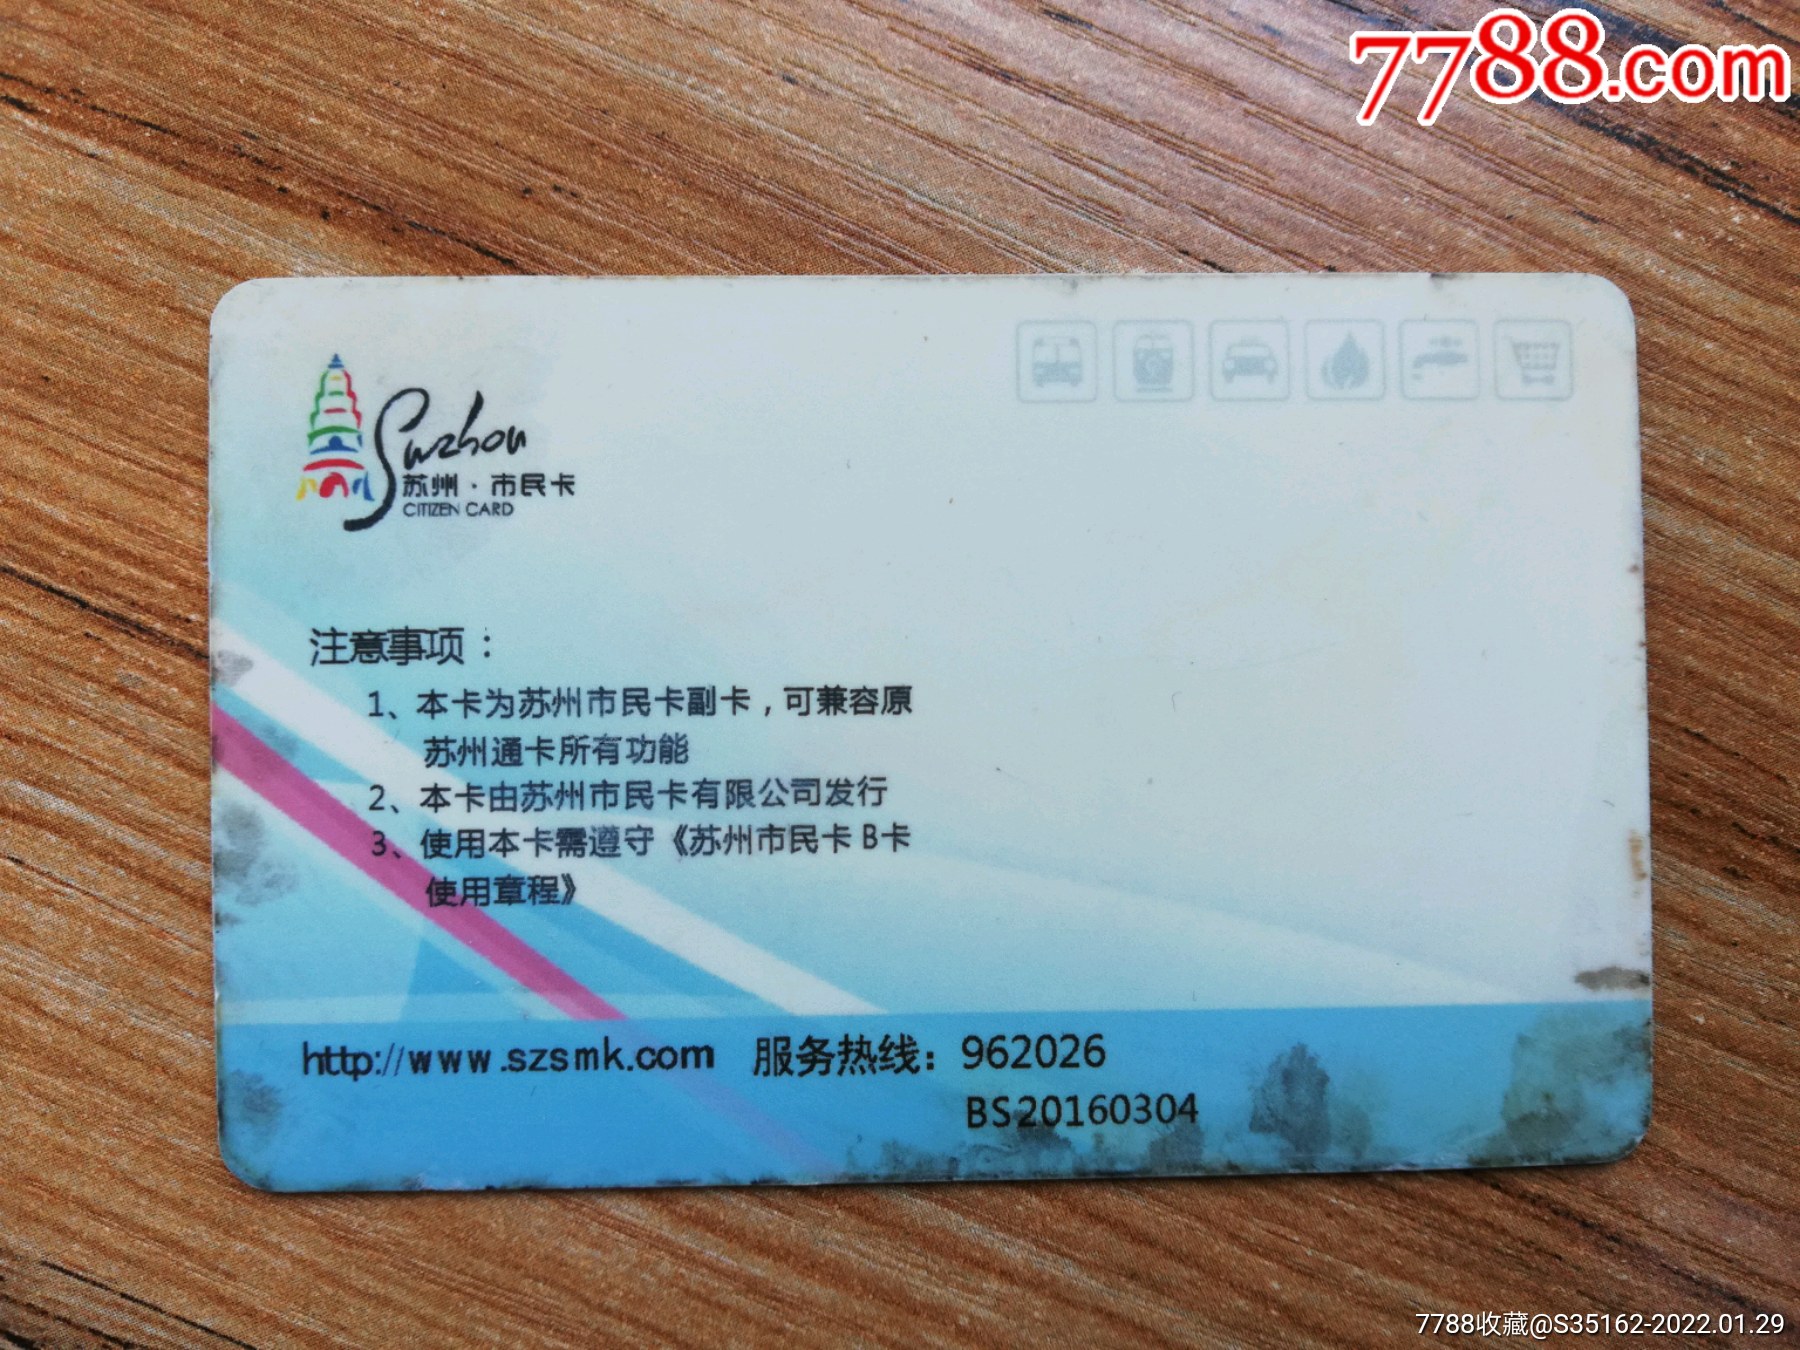 7788.com
Suzhou
苏州·市民卡
CITIZEN CARD
注意事项：
1、本卡为苏州市民卡副卡，可兼容原
苏州通卡所有功能
2、本卡由苏州市民卡有限公司发行
3、使用本卡需遵守《苏州市民卡B卡
使用章程》
http://www.szsmk.com 服务热线：962026
BS20160304
7788收藏@S35162-2022.01.29